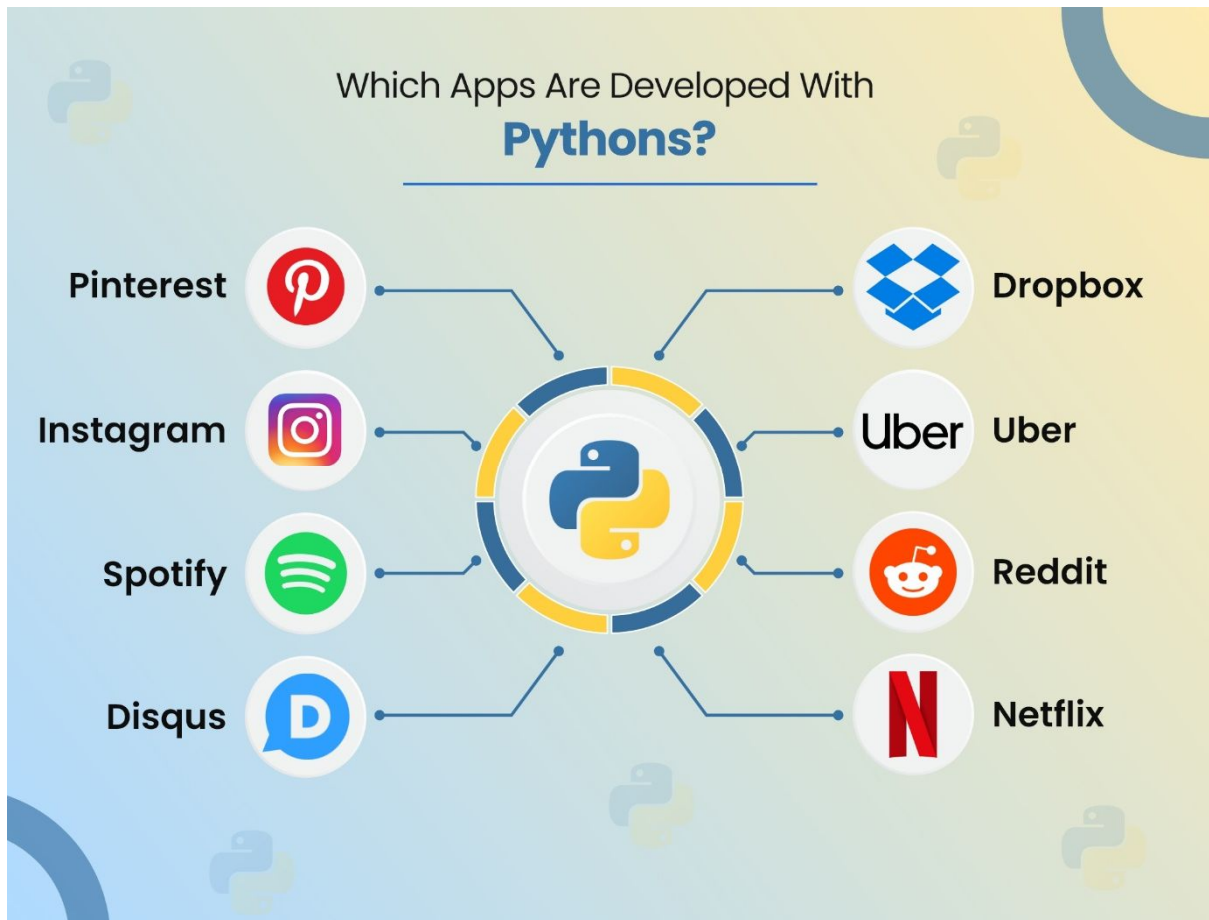 Which Apps Are Developed With
Pythons?
Pinterest
Instagram
Spotify
Disqus
Dropbox
Uber Uber
Reddit
Netflix